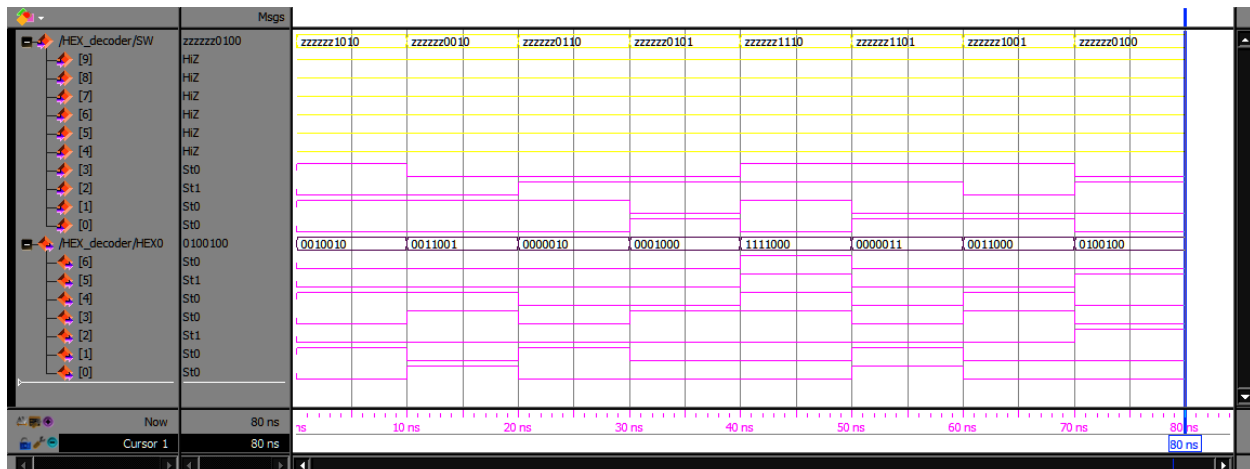 Msgs
/HEX_decoder/SW zzzzzz0100 zzzzzz1010 zzzzzz0010 zzzzzz0110 zzzzzz0101 zzzzzz1110 zzzzzz1101 zzzzzz1001 zzzzzz0100
[9] HiZ
[8] HiZ
[7] HiZ
[6] HiZ
[5] HiZ
[4] HiZ
[3] St0
[2] St1
[1] St0
[0] St0
/HEX_decoder/HEX0 0100100 0010010 0011001 0000010 0001000 1111000 0000011 0011000 0100100
[6] St0
[5] St1
[4] St0
[3] St0
[2] St1
[1] St0
[0] St0
Now 80 ns ns 10 ns 20 ns 30 ns 40 ns 50 ns 60 ns 70 ns 80 ns
Cursor 1 80 ns 80 ns